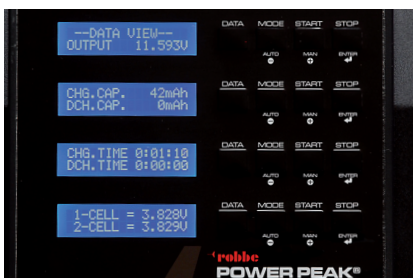 --DATA VIEW--
OUTPUT 11.593V
DATA MODE START STOP
AUTO MAN ENTER
CHG.CAP. 42mAh
DCH.CAP. 0mAh
DATA MODE START STOP
AUTO MAN ENTER
CHG.TIME 0:01:10
DCH.TIME 0:00:00
DATA MODE START STOP
AUTO MAN ENTER
1-CELL = 3.828V
2-CELL = 3.829V
DATA MODE START STOP
AUTO MAN ENTER
robbe
POWER PEAK®